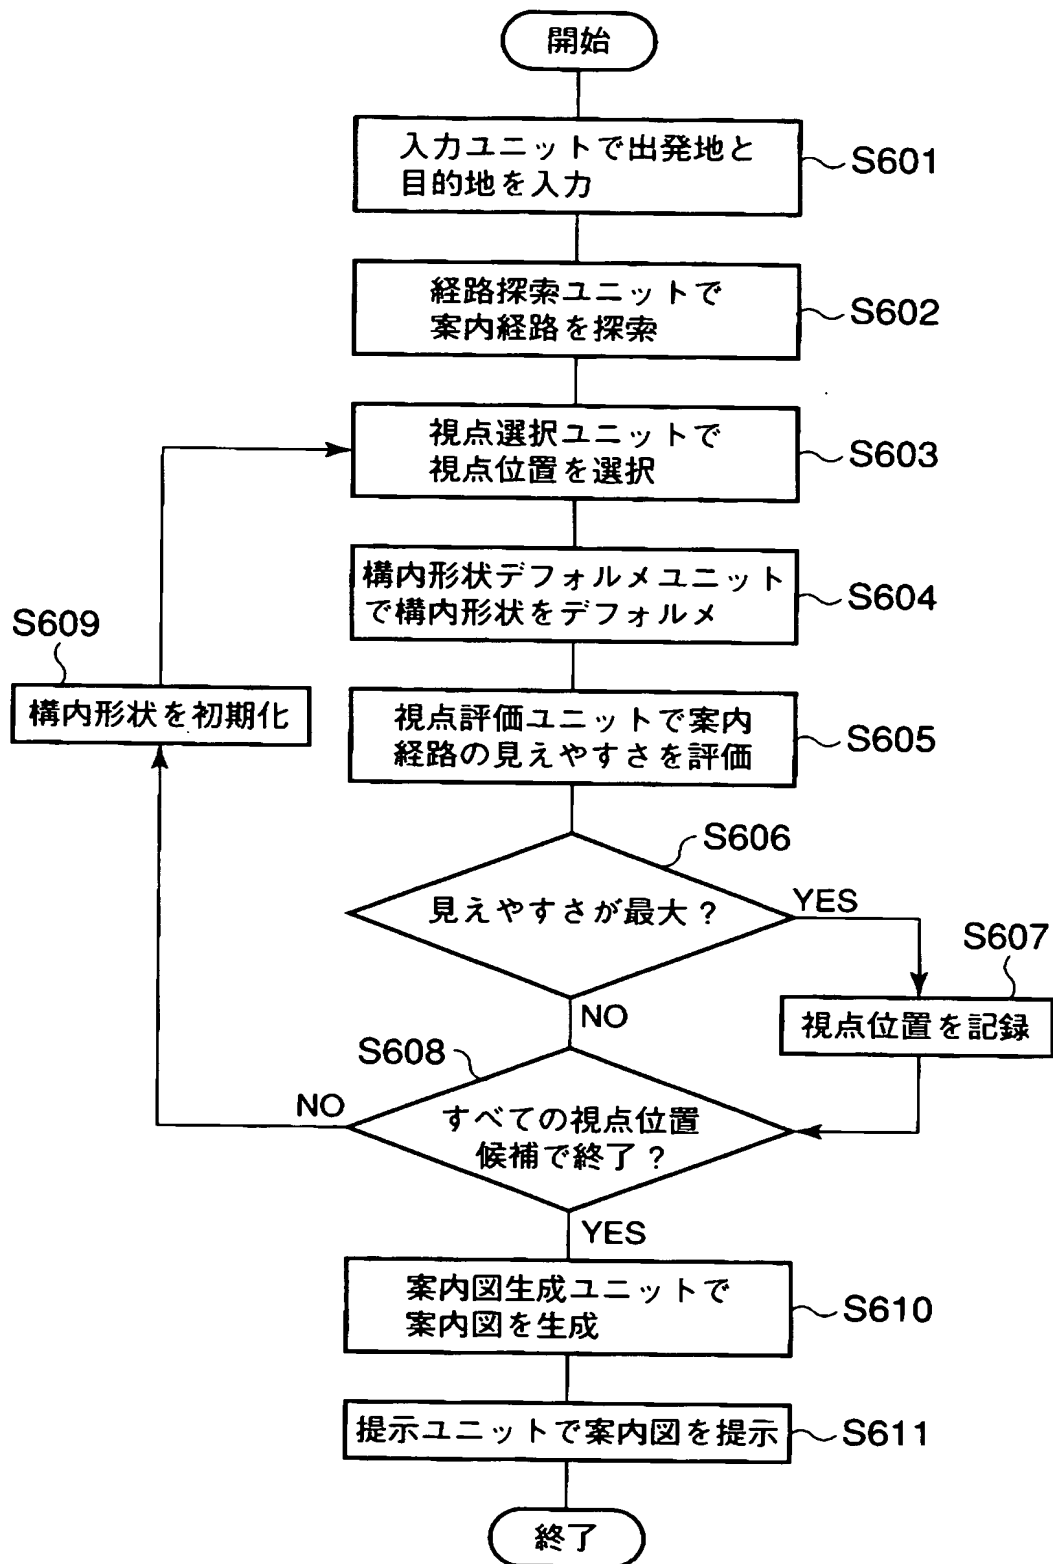 開始
入力ユニットで出発地と
目的地を入力
S601
経路探索ユニットで
案内経路を探索
S602
視点選択ユニットで
視点位置を選択
S603
構内形状デフォルメユニット
で構内形状をデフォルメ
S604
S609
構内形状を初期化
視点評価ユニットで案内
経路の見えやすさを評価
S605
S606
見えやすさが最大?
YES
S607
視点位置を記録
NO
S608
NO
すべての視点位置
候補で終了?
YES
案内図生成ユニットで
案内図を生成
S610
提示ユニットで案内図を提示
S611
終了